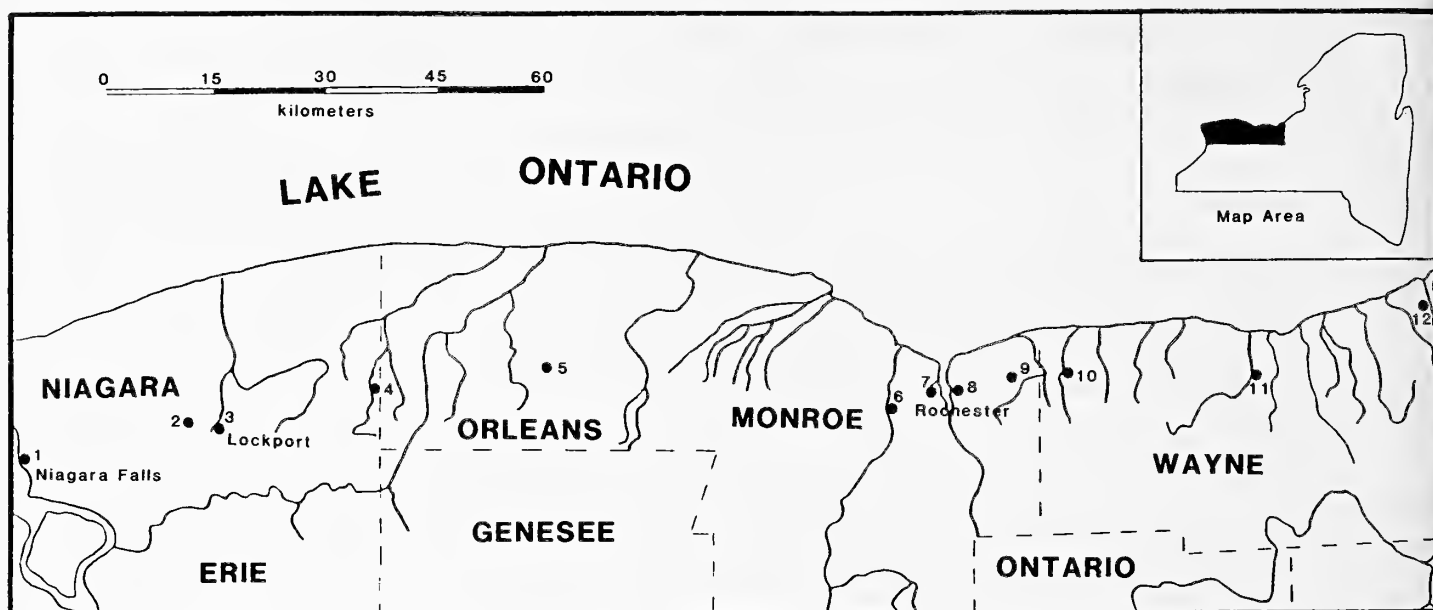 0 15 30 45 60
kilometers
LAKE ONTARIO
Map Area
NIAGARA
ORLEANS
MONROE
WAYNE
ERIE
GENESEE
ONTARIO
1
Niagara Falls
2
3
Lockport
4
5
6
7
Rochester
8
9
10
11
12